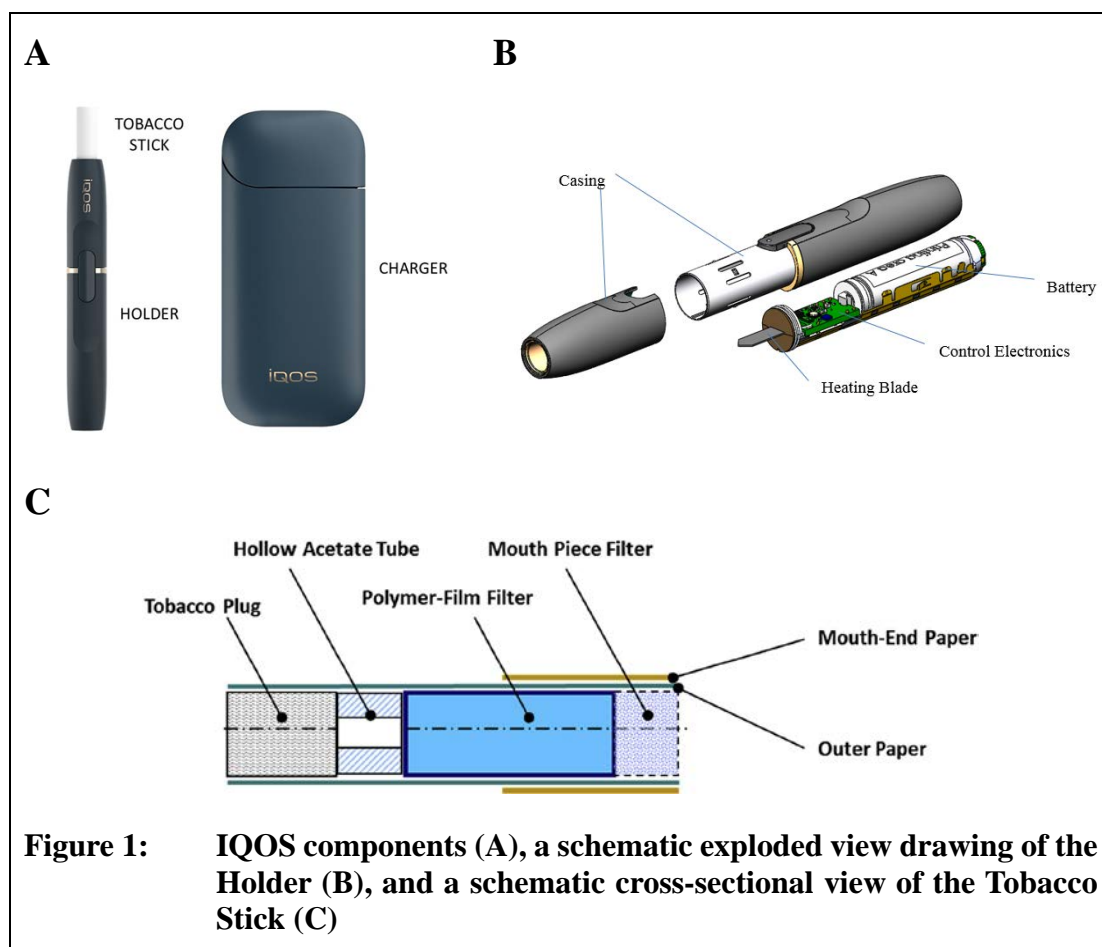 A
B
TOBACCO
STICK
iQOS
HOLDER
CHARGER
iQOS
Casing
Printing area A
Battery
Control Electronics
Heating Blade
C
Hollow Acetate Tube
Mouth Piece Filter
Tobacco Plug
Polymer-Film Filter
Mouth-End Paper
Outer Paper
Figure 1: IQOS components (A), a schematic exploded view drawing of the
Holder (B), and a schematic cross-sectional view of the Tobacco
Stick (C)